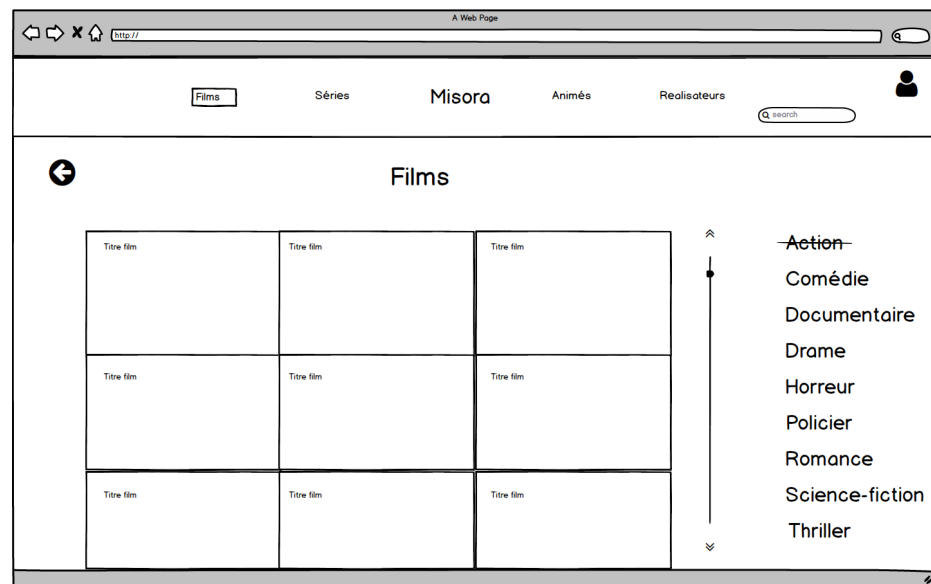 A Web Page
http://
Films
Séries
Misora
Animés
Realisateurs
search
Films
Titre film
Titre film
Titre film
Titre film
Titre film
Titre film
Titre film
Titre film
Titre film
Action
Comédie
Documentaire
Drame
Horreur
Policier
Romance
Science-fiction
Thriller